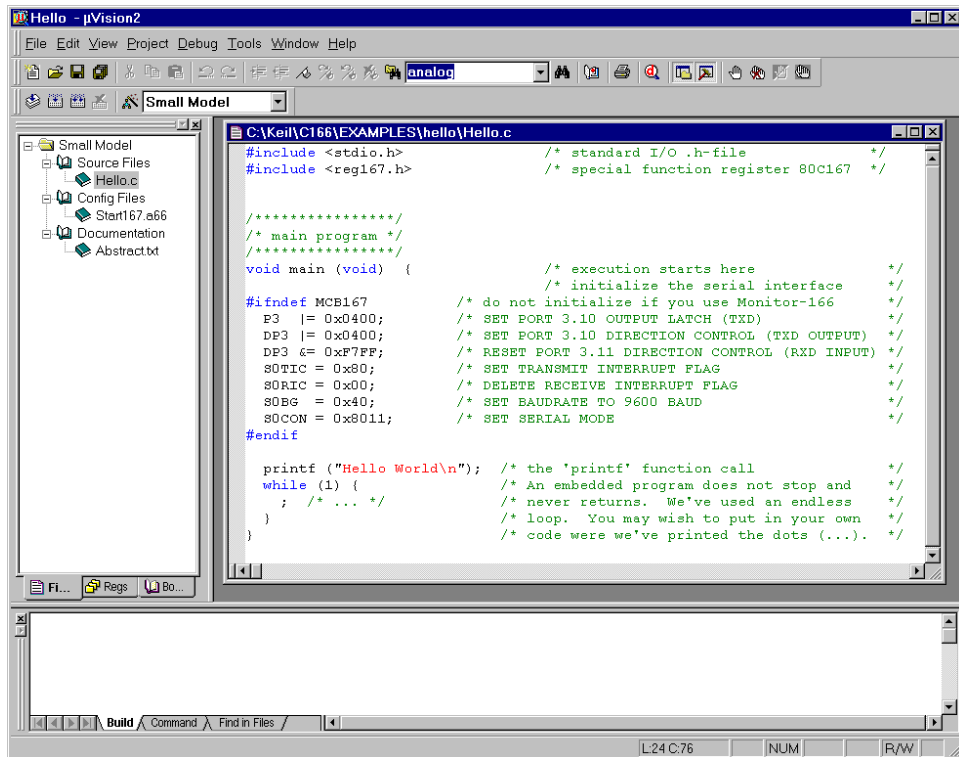 Hello - µVision2
File Edit View Project Debug Tools Window Help
analog
Small Model
Small Model
Source Files
Hello.c
Config Files
Start167.a66
Documentation
Abstract.txt
Fi... Regs Bo...
C:\Keil\C166\EXAMPLES\hello\Hello.c
#include <stdio.h>                /* standard I/O .h-file              */
#include <reg167.h>               /* special function register 80C167  */
/****************/
/* main program */
/****************/
void main (void)  {               /* execution starts here               */
                                  /* initialize the serial interface     */
#ifndef MCB167          /* do not initialize if you use Monitor-166      */
  P3  |= 0x0400;        /* SET PORT 3.10 OUTPUT LATCH (TXD)              */
  DP3 |= 0x0400;        /* SET PORT 3.10 DIRECTION CONTROL (TXD OUTPUT)  */
  DP3 &= 0xF7FF;        /* RESET PORT 3.11 DIRECTION CONTROL (RXD INPUT) */
  S0TIC = 0x80;         /* SET TRANSMIT INTERRUPT FLAG                   */
  S0RIC = 0x00;         /* DELETE RECEIVE INTERRUPT FLAG                 */
  S0BG  = 0x40;         /* SET BAUDRATE TO 9600 BAUD                     */
  S0CON = 0x8011;       /* SET SERIAL MODE                               */
#endif
  printf ("Hello World\n");  /* the 'printf' function call               */
  while (1) {                /* An embedded program does not stop and    */
    ;  /* ... */             /* never returns.  We've used an endless    */
  }                          /* loop.  You may wish to put in your own   */
}                            /* code were we've printed the dots (...).  */
Build Command Find in Files
L:24 C:76 NUM R/W